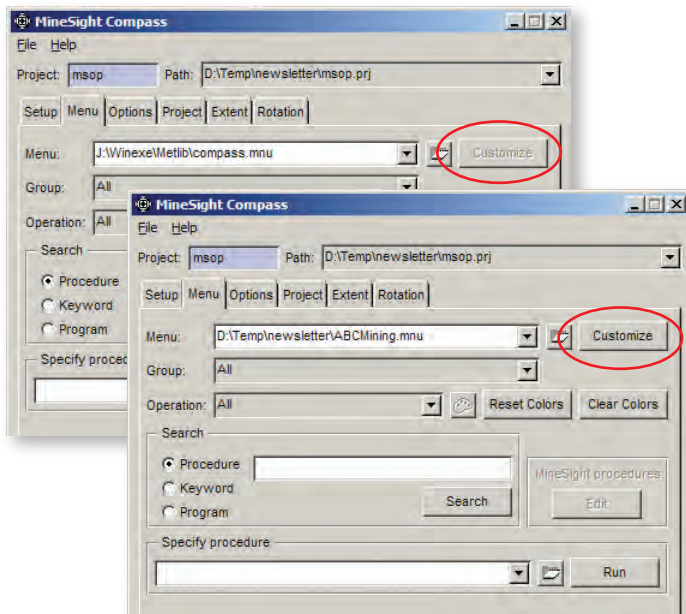 MineSight Compass
File Help
Project: msop Path: D:\Temp\newsletter\msop.prj
Setup Menu Options Project Extent Rotation
Menu: J:\Winexe\Metlib\compass.mnu Customize
Group: All
Operation: All
Search
Procedure
Keyword
Program
Specify proced
MineSight Compass
File Help
Project: msop Path: D:\Temp\newsletter\msop.prj
Setup Menu Options Project Extent Rotation
Menu: D:\Temp\newsletter\ABCMining.mnu Customize
Group: All
Operation: All Reset Colors Clear Colors
Search
Procedure
MineSight procedures:
Keyword
Search Edit
Program
Specify procedure
Run